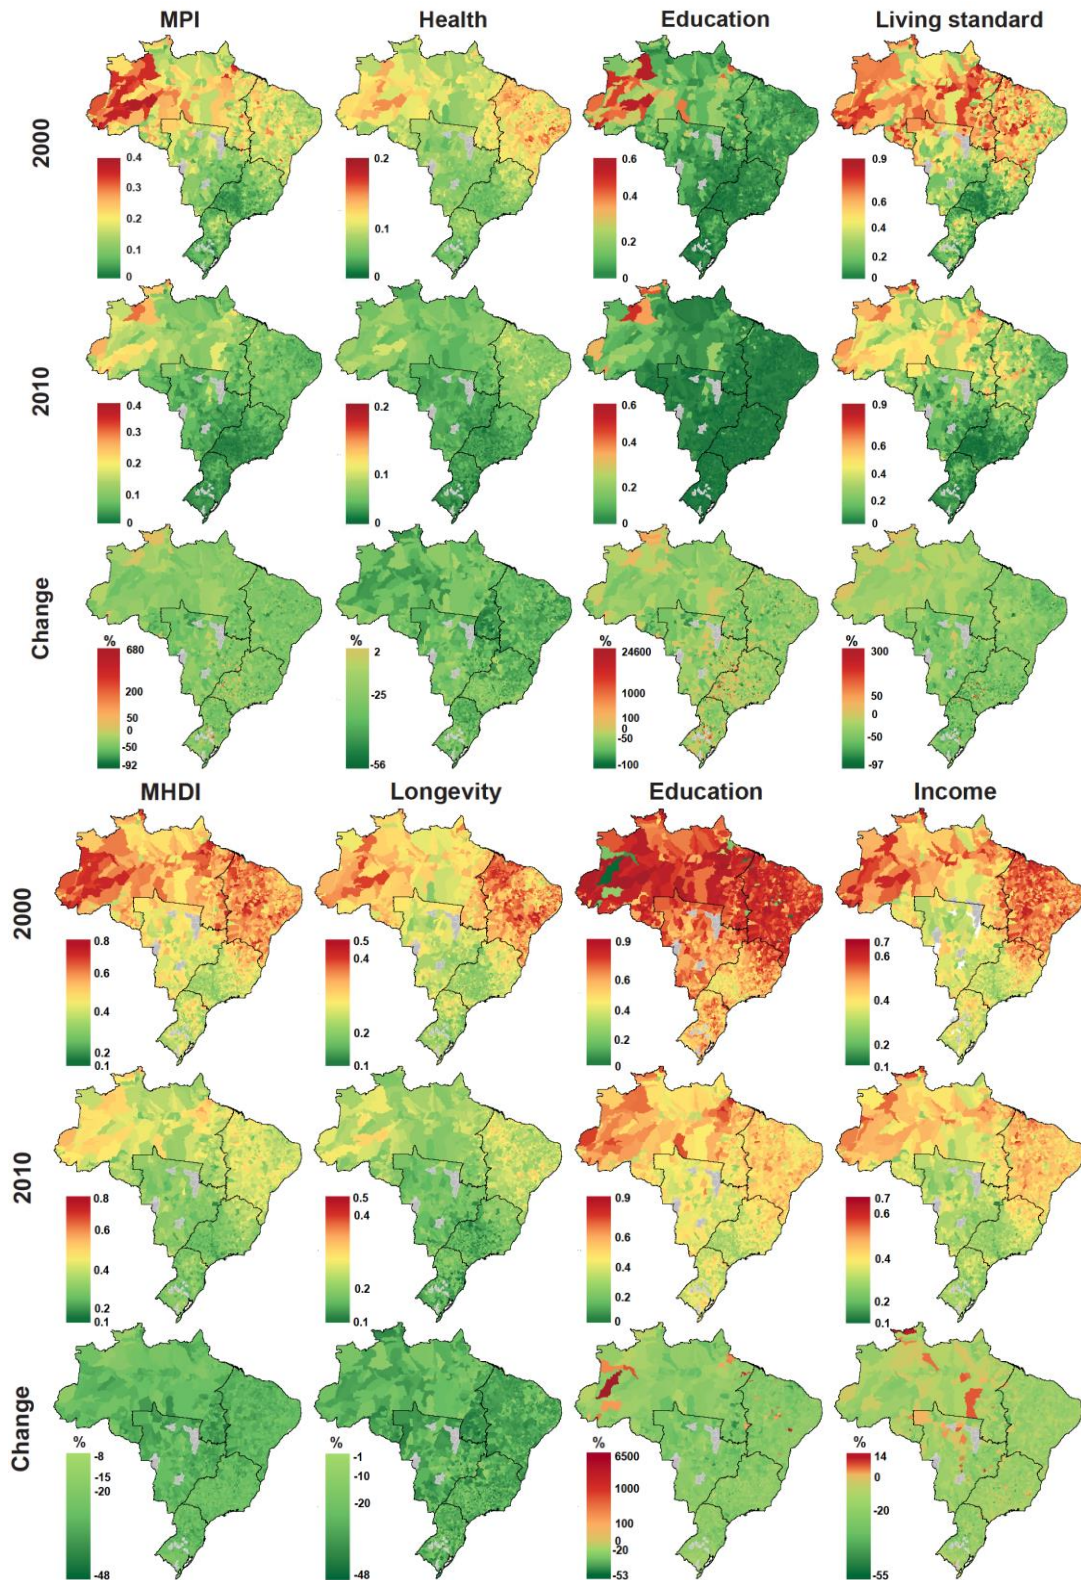 MPI Health Education Living standard
2000
0.4 0.3 0.2 0.1 0
0.2 0.1 0
0.6 0.4 0.2 0
0.9 0.6 0.4 0.2 0
2010
0.4 0.3 0.2 0.1 0
0.2 0.1 0
0.6 0.4 0.2 0
0.9 0.6 0.4 0.2 0
Change
% 680 200 50 0 -50 -92
% 2 -25 -56
% 24600 1000 100 0 -50 -100
% 300 50 0 -50 -97
MHDI Longevity Education Income
2000
0.8 0.6 0.4 0.2 0.1
0.5 0.4 0.2 0.1
0.9 0.8 0.6 0.4 0.2 0
0.7 0.6 0.4 0.2 0.1
2010
0.8 0.6 0.4 0.2 0.1
0.5 0.4 0.2 0.1
0.9 0.8 0.6 0.4 0.2 0
0.7 0.6 0.4 0.2 0.1
Change
% -8 -15 -20 -48
% -1 -10 -20 -48
% 6500 1000 100 0 -20 -53
% 14 0 -20 -55